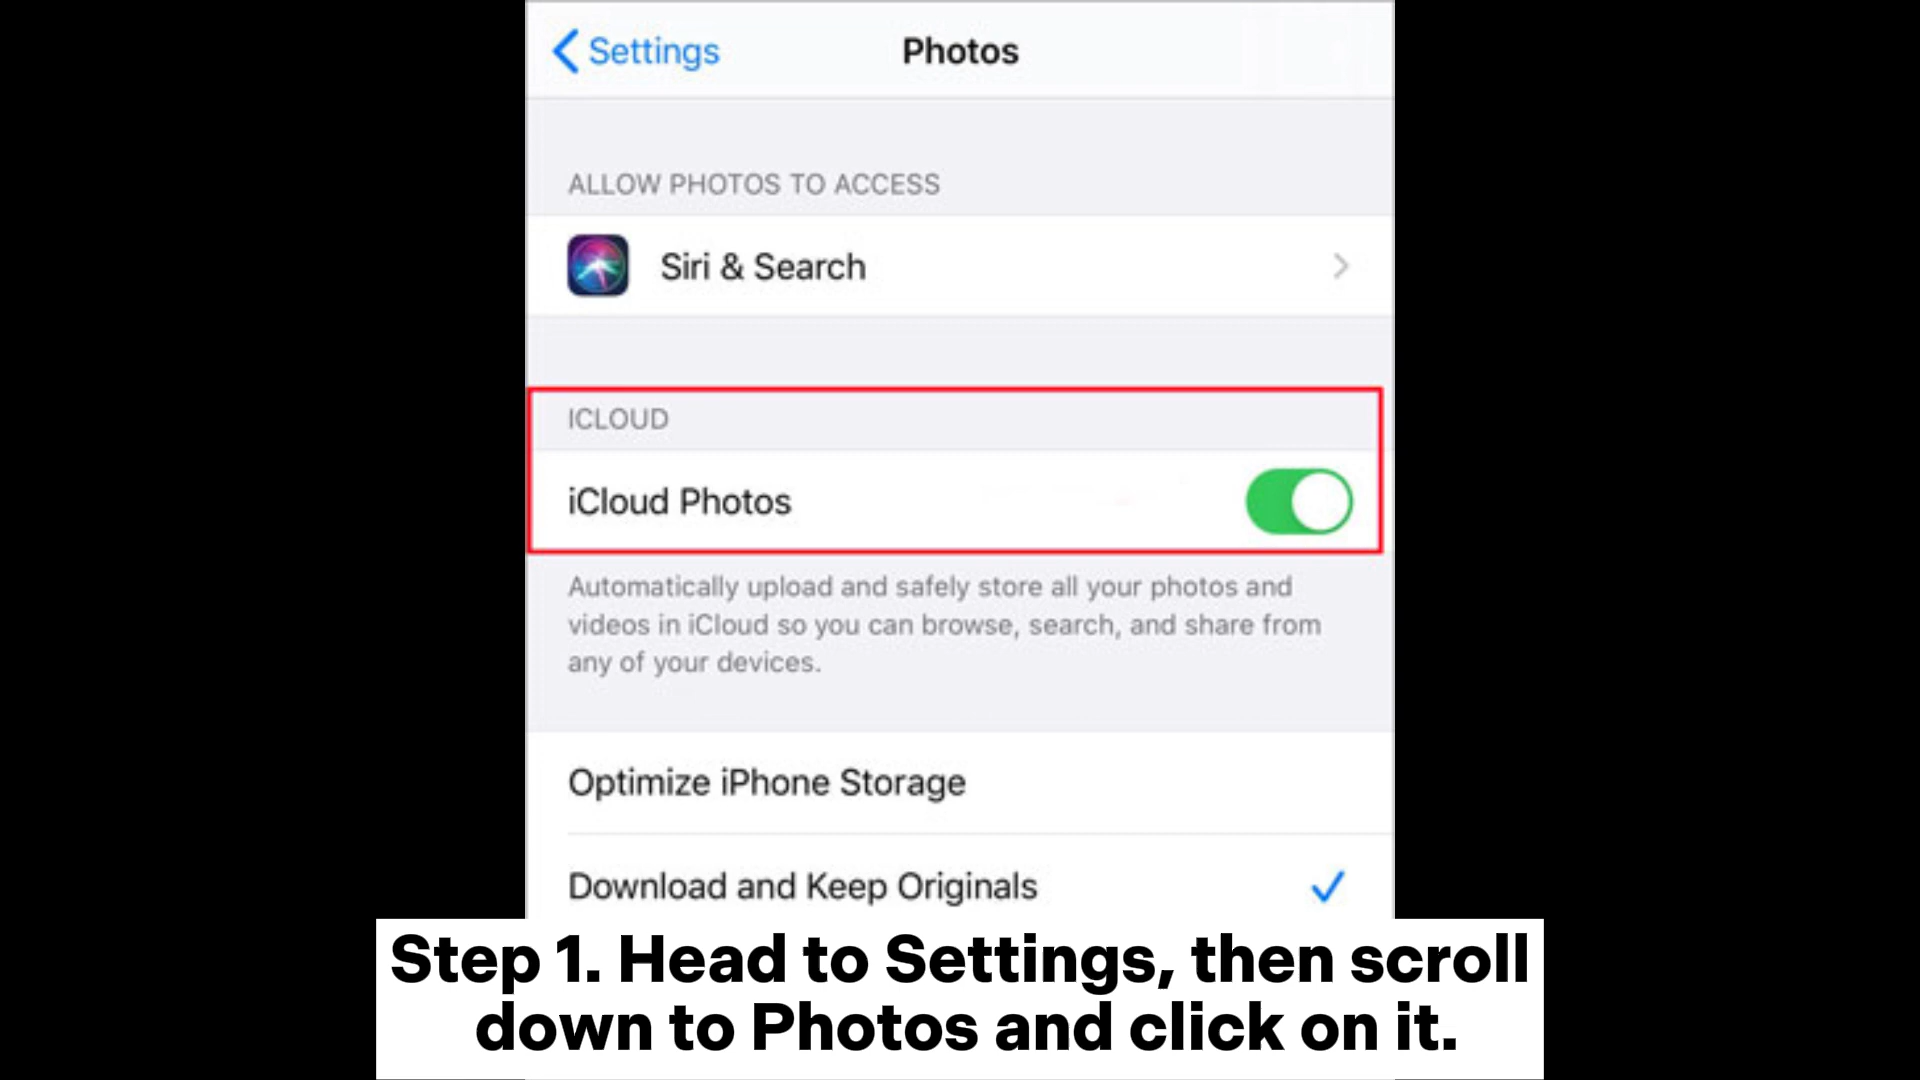 Settings
Photos
ALLOW PHOTOS TO ACCESS
Siri & Search
ICLOUD
iCloud Photos
Automatically upload and safely store all your photos and
videos in iCloud so you can browse, search, and share from
any of your devices.
Optimize iPhone Storage
Download and Keep Originals
Step 1. Head to Settings, then scroll
down to Photos and click on it.